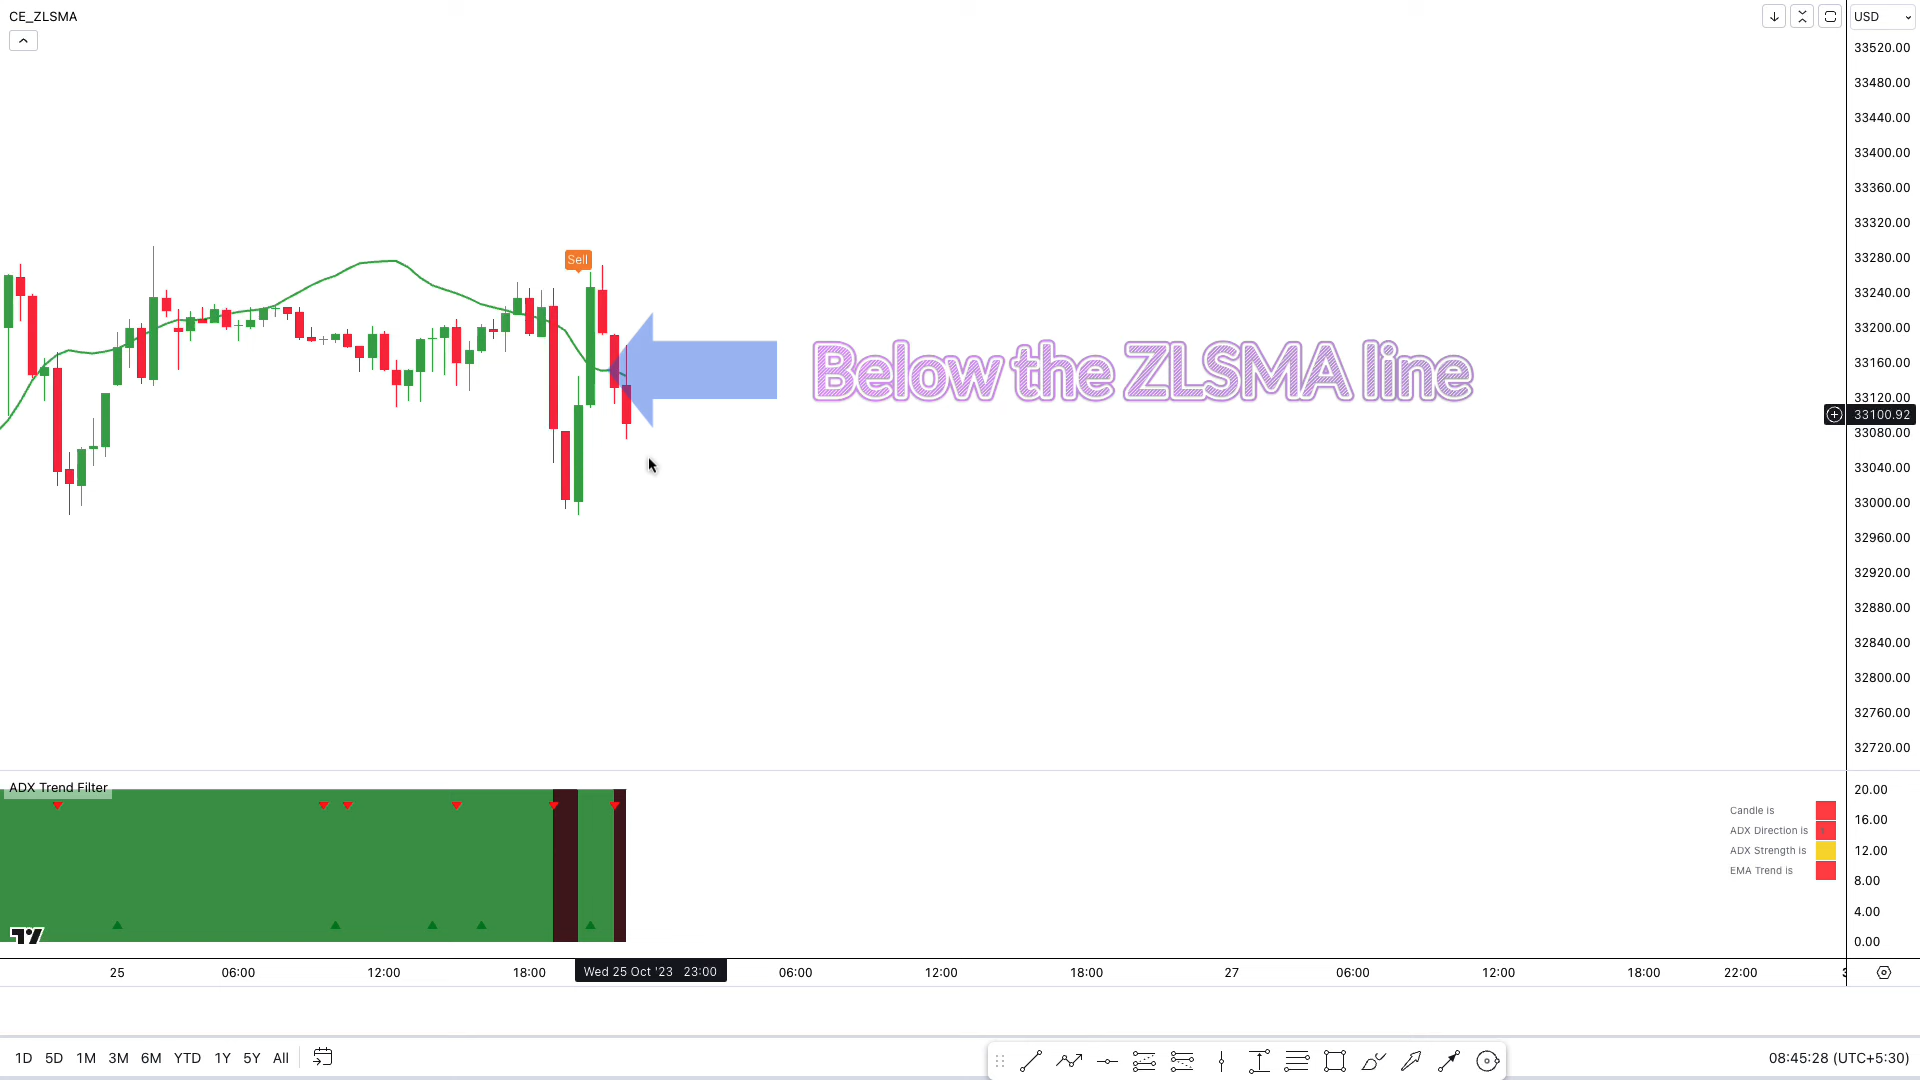 CE_ZLSMA
USD
33520.00
33480.00
33440.00
33400.00
33360.00
33320.00
33280.00
33240.00
33200.00
33160.00
33120.00
33100.92
33080.00
33040.00
33000.00
32960.00
32920.00
32880.00
32840.00
32800.00
32760.00
32720.00
Sell
Below the ZLSMA line
ADX Trend Filter
Candle is
ADX Direction is
ADX Strength is
EMA Trend is
20.00
16.00
12.00
8.00
4.00
0.00
25 06:00 12:00 18:00 Wed 25 Oct '23 23:00 06:00 12:00 18:00 27 06:00 12:00 18:00 22:00
1D 5D 1M 3M 6M YTD 1Y 5Y All
08:45:28 (UTC+5:30)